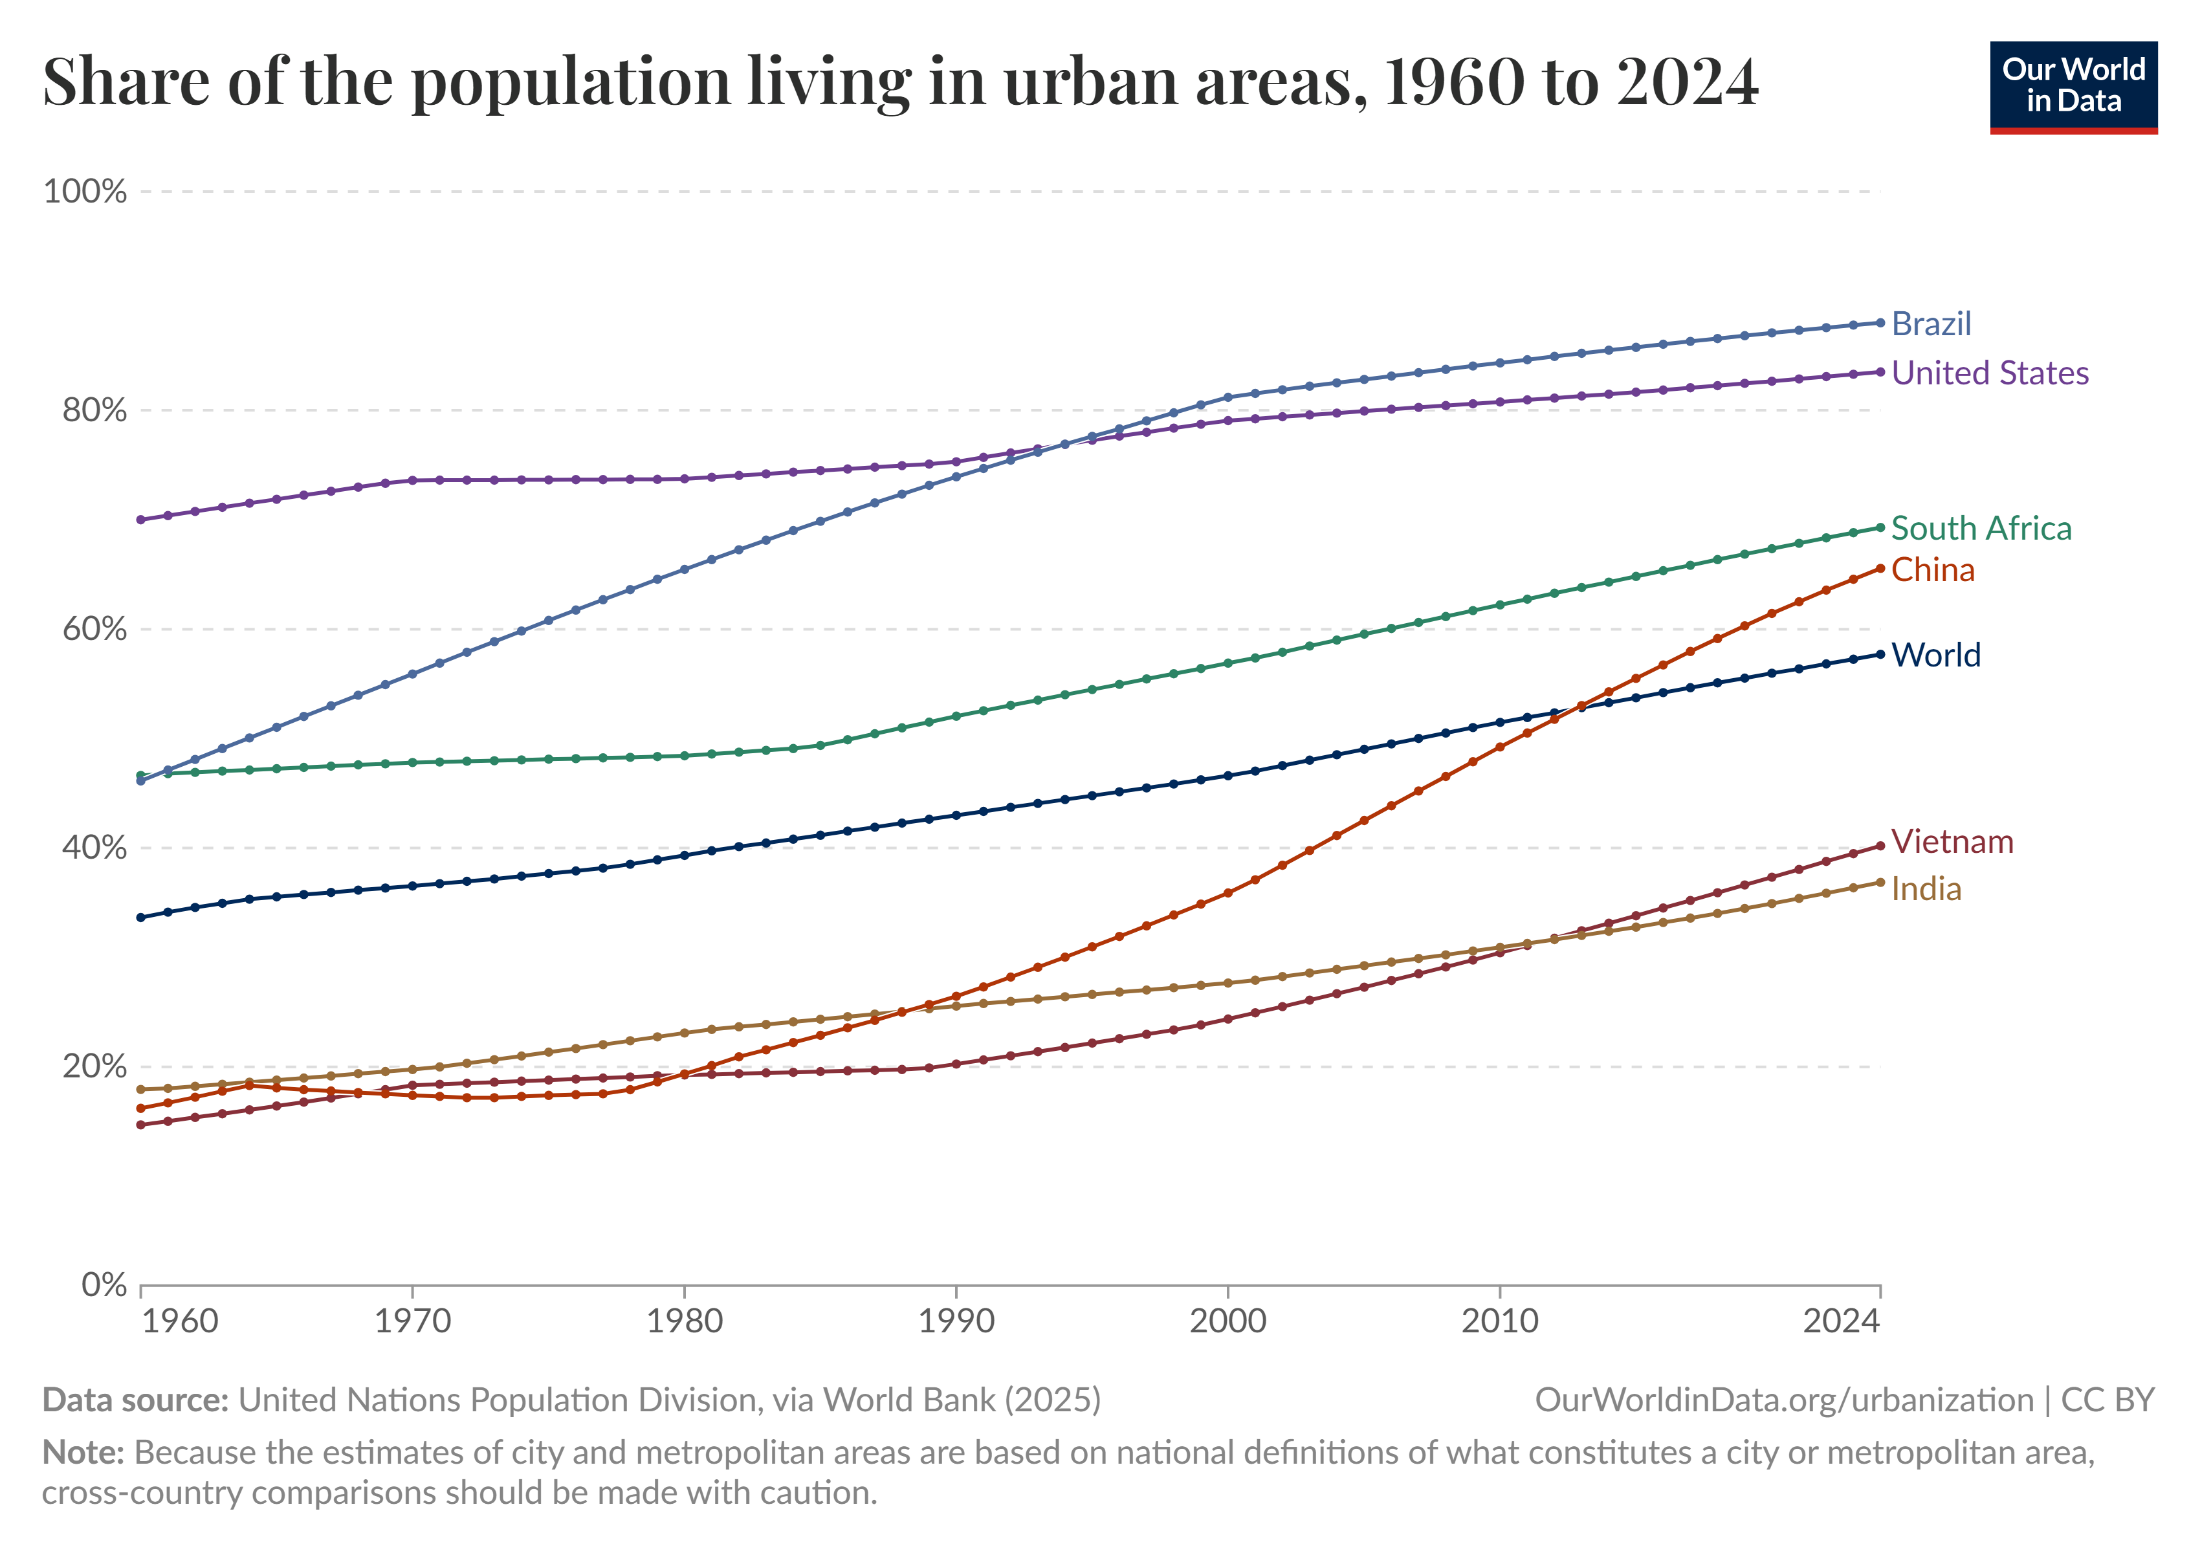 Share of the population living in urban areas, 1960 to 2024
Our World
in Data
100%
80%
60%
40%
20%
0%
Brazil
United States
South Africa
China
World
Vietnam
India
1960 1970 1980 1990 2000 2010 2024
Data source: United Nations Population Division, via World Bank (2025)
OurWorldinData.org/urbanization | CC BY
Note: Because the estimates of city and metropolitan areas are based on national definitions of what constitutes a city or metropolitan area,
cross-country comparisons should be made with caution.